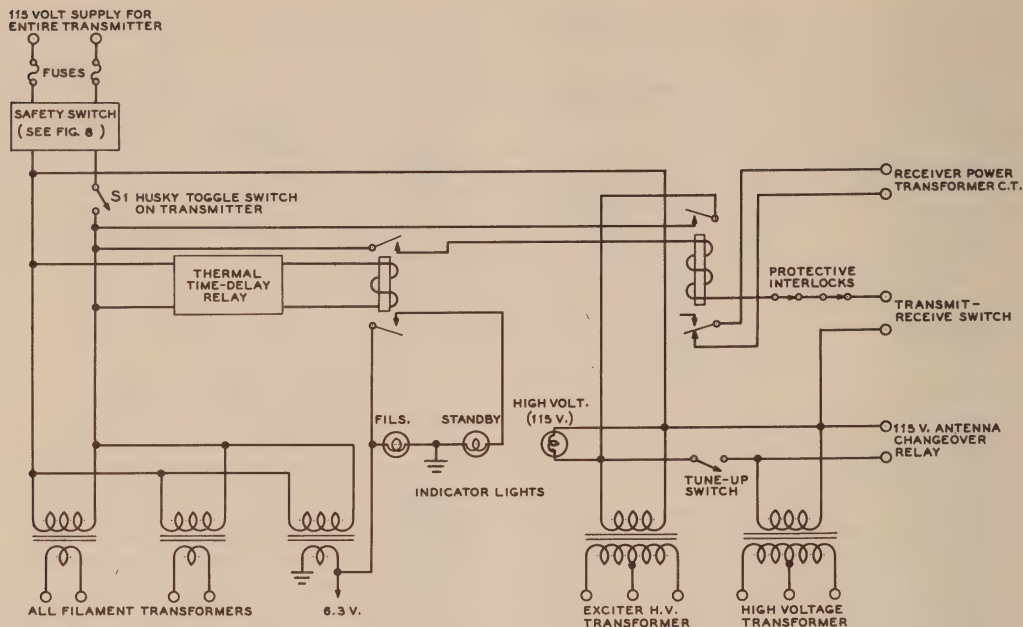 115 VOLT SUPPLY FOR
ENTIRE TRANSMITTER
FUSES
SAFETY SWITCH
(SEE FIG. 8)
S1 HUSKY TOGGLE SWITCH
ON TRANSMITTER
THERMAL
TIME-DELAY
RELAY
RECEIVER POWER
TRANSFORMER C.T.
PROTECTIVE
INTERLOCKS
TRANSMIT-
RECEIVE SWITCH
FILS.
STANDBY
HIGH VOLT.
(115 V.)
115 V. ANTENNA
CHANGEOVER
RELAY
TUNE-UP
SWITCH
INDICATOR LIGHTS
ALL FILAMENT TRANSFORMERS
6.3 V.
EXCITER H.V.
TRANSFORMER
HIGH VOLTAGE
TRANSFORMER